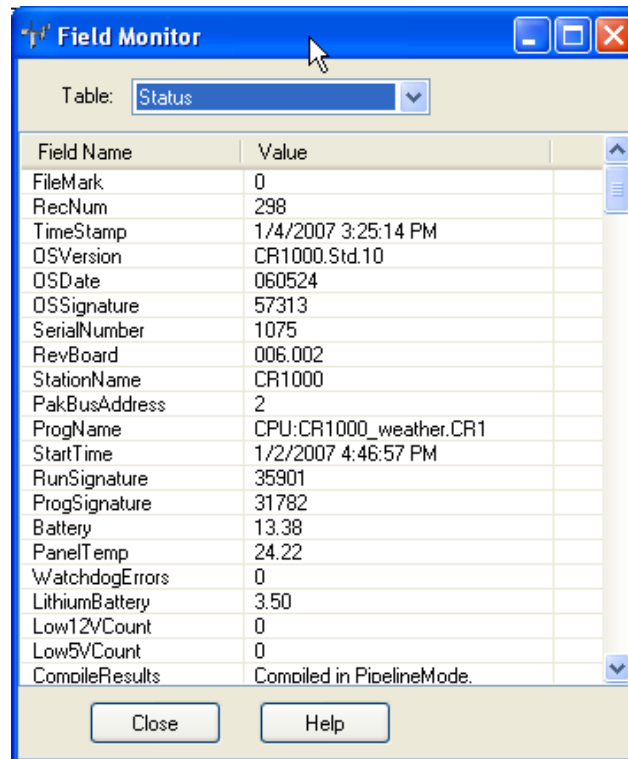 Field Monitor
Table: Status
Field Name Value
FileMark 0
RecNum 298
TimeStamp 1/4/2007 3:25:14 PM
OSVersion CR1000.Std.10
OSDate 060524
OSSignature 57313
SerialNumber 1075
RevBoard 006.002
StationName CR1000
PakBusAddress 2
ProgName CPU:CR1000_weather.CR1
StartTime 1/2/2007 4:46:57 PM
RunSignature 35901
ProgSignature 31782
Battery 13.38
PanelTemp 24.22
WatchdogErrors 0
LithiumBattery 3.50
Low12VCount 0
Low5VCount 0
CompileResults Compiled in PipelineMode.
Close Help